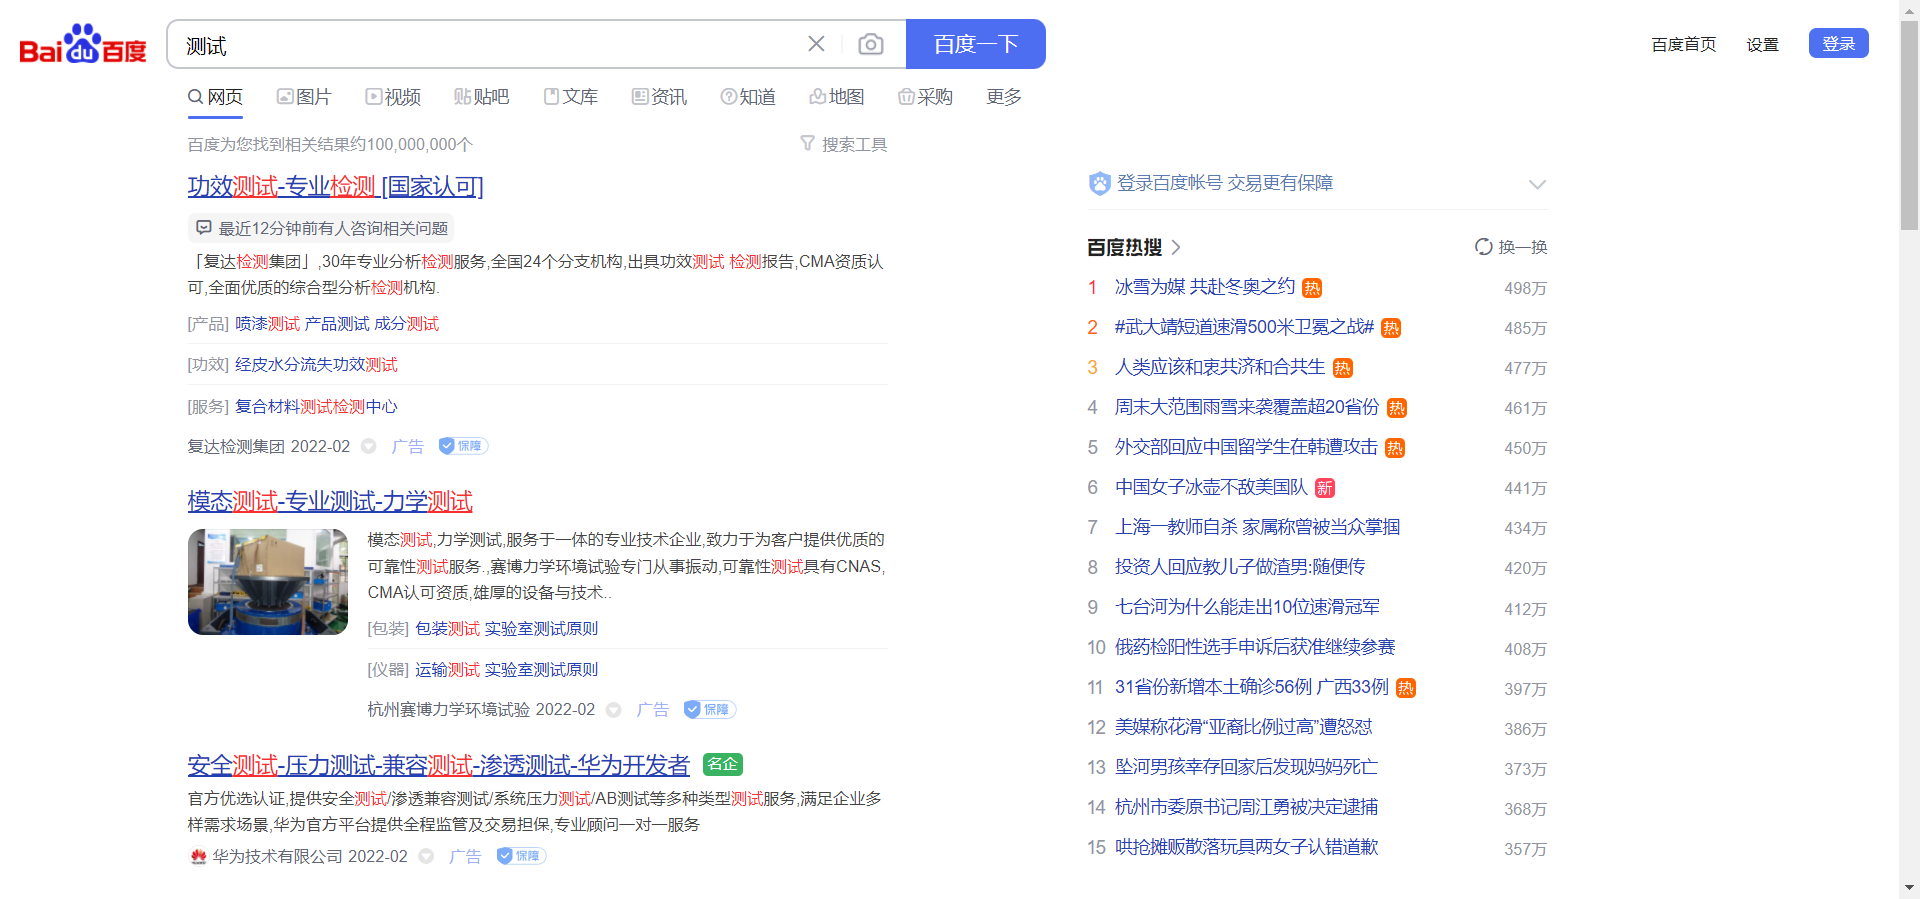 Bai du 百度
测试
百度一下
百度首页 设置 登录
网页 图片 视频 贴吧 文库 资讯 知道 地图 采购 更多
百度为您找到相关结果约100,000,000个 搜索工具
功效测试-专业检测 [国家认可]
最近12分钟前有人咨询相关问题
「复达检测集团」,30年专业分析检测服务,全国24个分支机构,出具功效测试 检测报告,CMA资质认
可,全面优质的综合型分析检测机构.
[产品] 喷漆测试 产品测试 成分测试
[功效] 经皮水分流失功效测试
[服务] 复合材料测试检测中心
复达检测集团 2022-02 广告 保障
模态测试-专业测试-力学测试
模态测试,力学测试,服务于一体的专业技术企业,致力于为客户提供优质的
可靠性测试服务.,赛博力学环境试验专门从事振动,可靠性测试具有CNAS,
CMA认可资质,雄厚的设备与技术..
[包装] 包装测试 实验室测试原则
[仪器] 运输测试 实验室测试原则
杭州赛博力学环境试验 2022-02 广告 保障
安全测试-压力测试-兼容测试-渗透测试-华为开发者 名企
官方优选认证,提供安全测试/渗透兼容测试/系统压力测试/AB测试等多种类型测试服务,满足企业多
样需求场景,华为官方平台提供全程监管及交易担保,专业顾问一对一服务
华为技术有限公司 2022-02 广告 保障
登录百度帐号 交易更有保障
百度热搜 换一换
1 冰雪为媒 共赴冬奥之约 热 498万
2 #武大靖短道速滑500米卫冕之战# 热 485万
3 人类应该和衷共济和合共生 热 477万
4 周末大范围雨雪来袭覆盖超20省份 热 461万
5 外交部回应中国留学生在韩遭攻击 热 450万
6 中国女子冰壶不敌美国队 新 441万
7 上海一教师自杀 家属称曾被当众掌掴 434万
8 投资人回应教儿子做渣男:随便传 420万
9 七台河为什么能走出10位速滑冠军 412万
10 俄药检阳性选手申诉后获准继续参赛 408万
11 31省份新增本土确诊56例 广西33例 热 397万
12 美媒称花滑“亚裔比例过高”遭怒怼 386万
13 坠河男孩幸存回家后发现妈妈死亡 373万
14 杭州市委原书记周江勇被决定逮捕 368万
15 哄抢摊贩散落玩具两女子认错道歉 357万